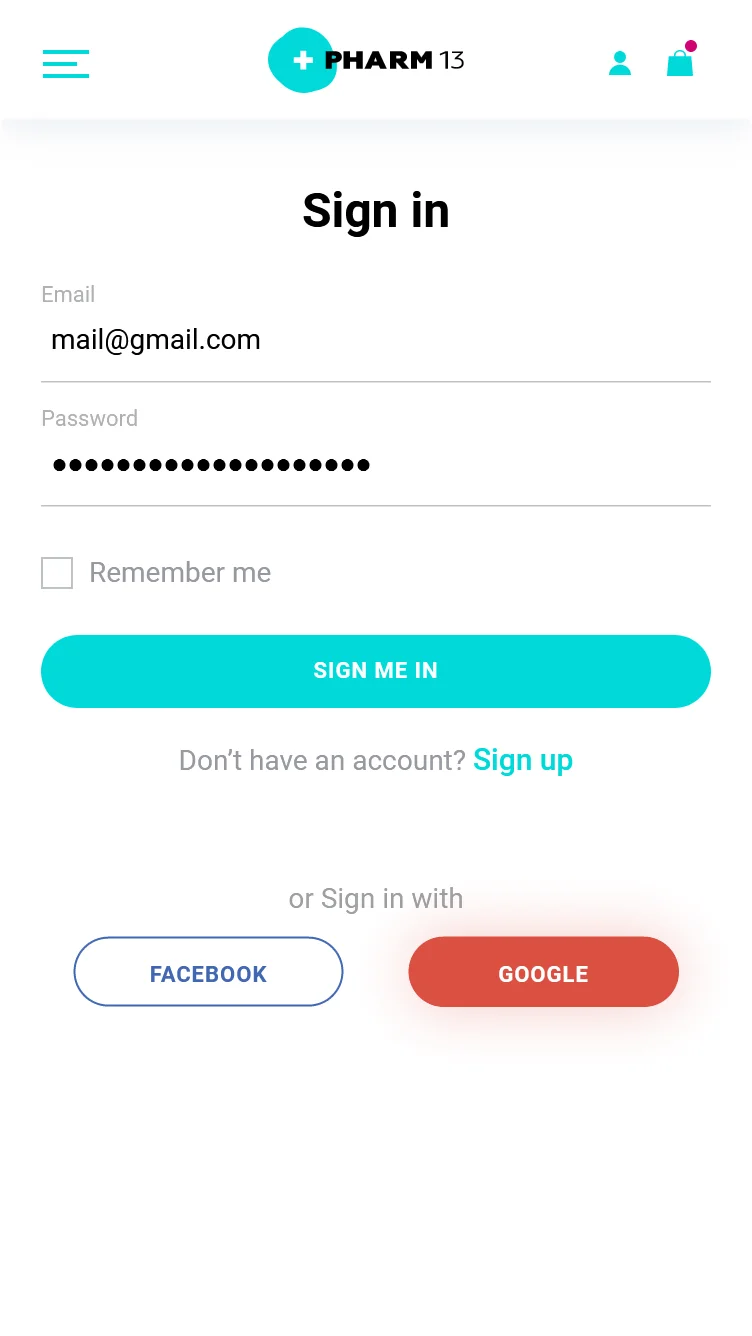 PHARM 13
Sign in
Email
mail@gmail.com
Password
••••••••••••••••••••
Remember me
SIGN ME IN
Don’t have an account? Sign up
or Sign in with
FACEBOOK GOOGLE